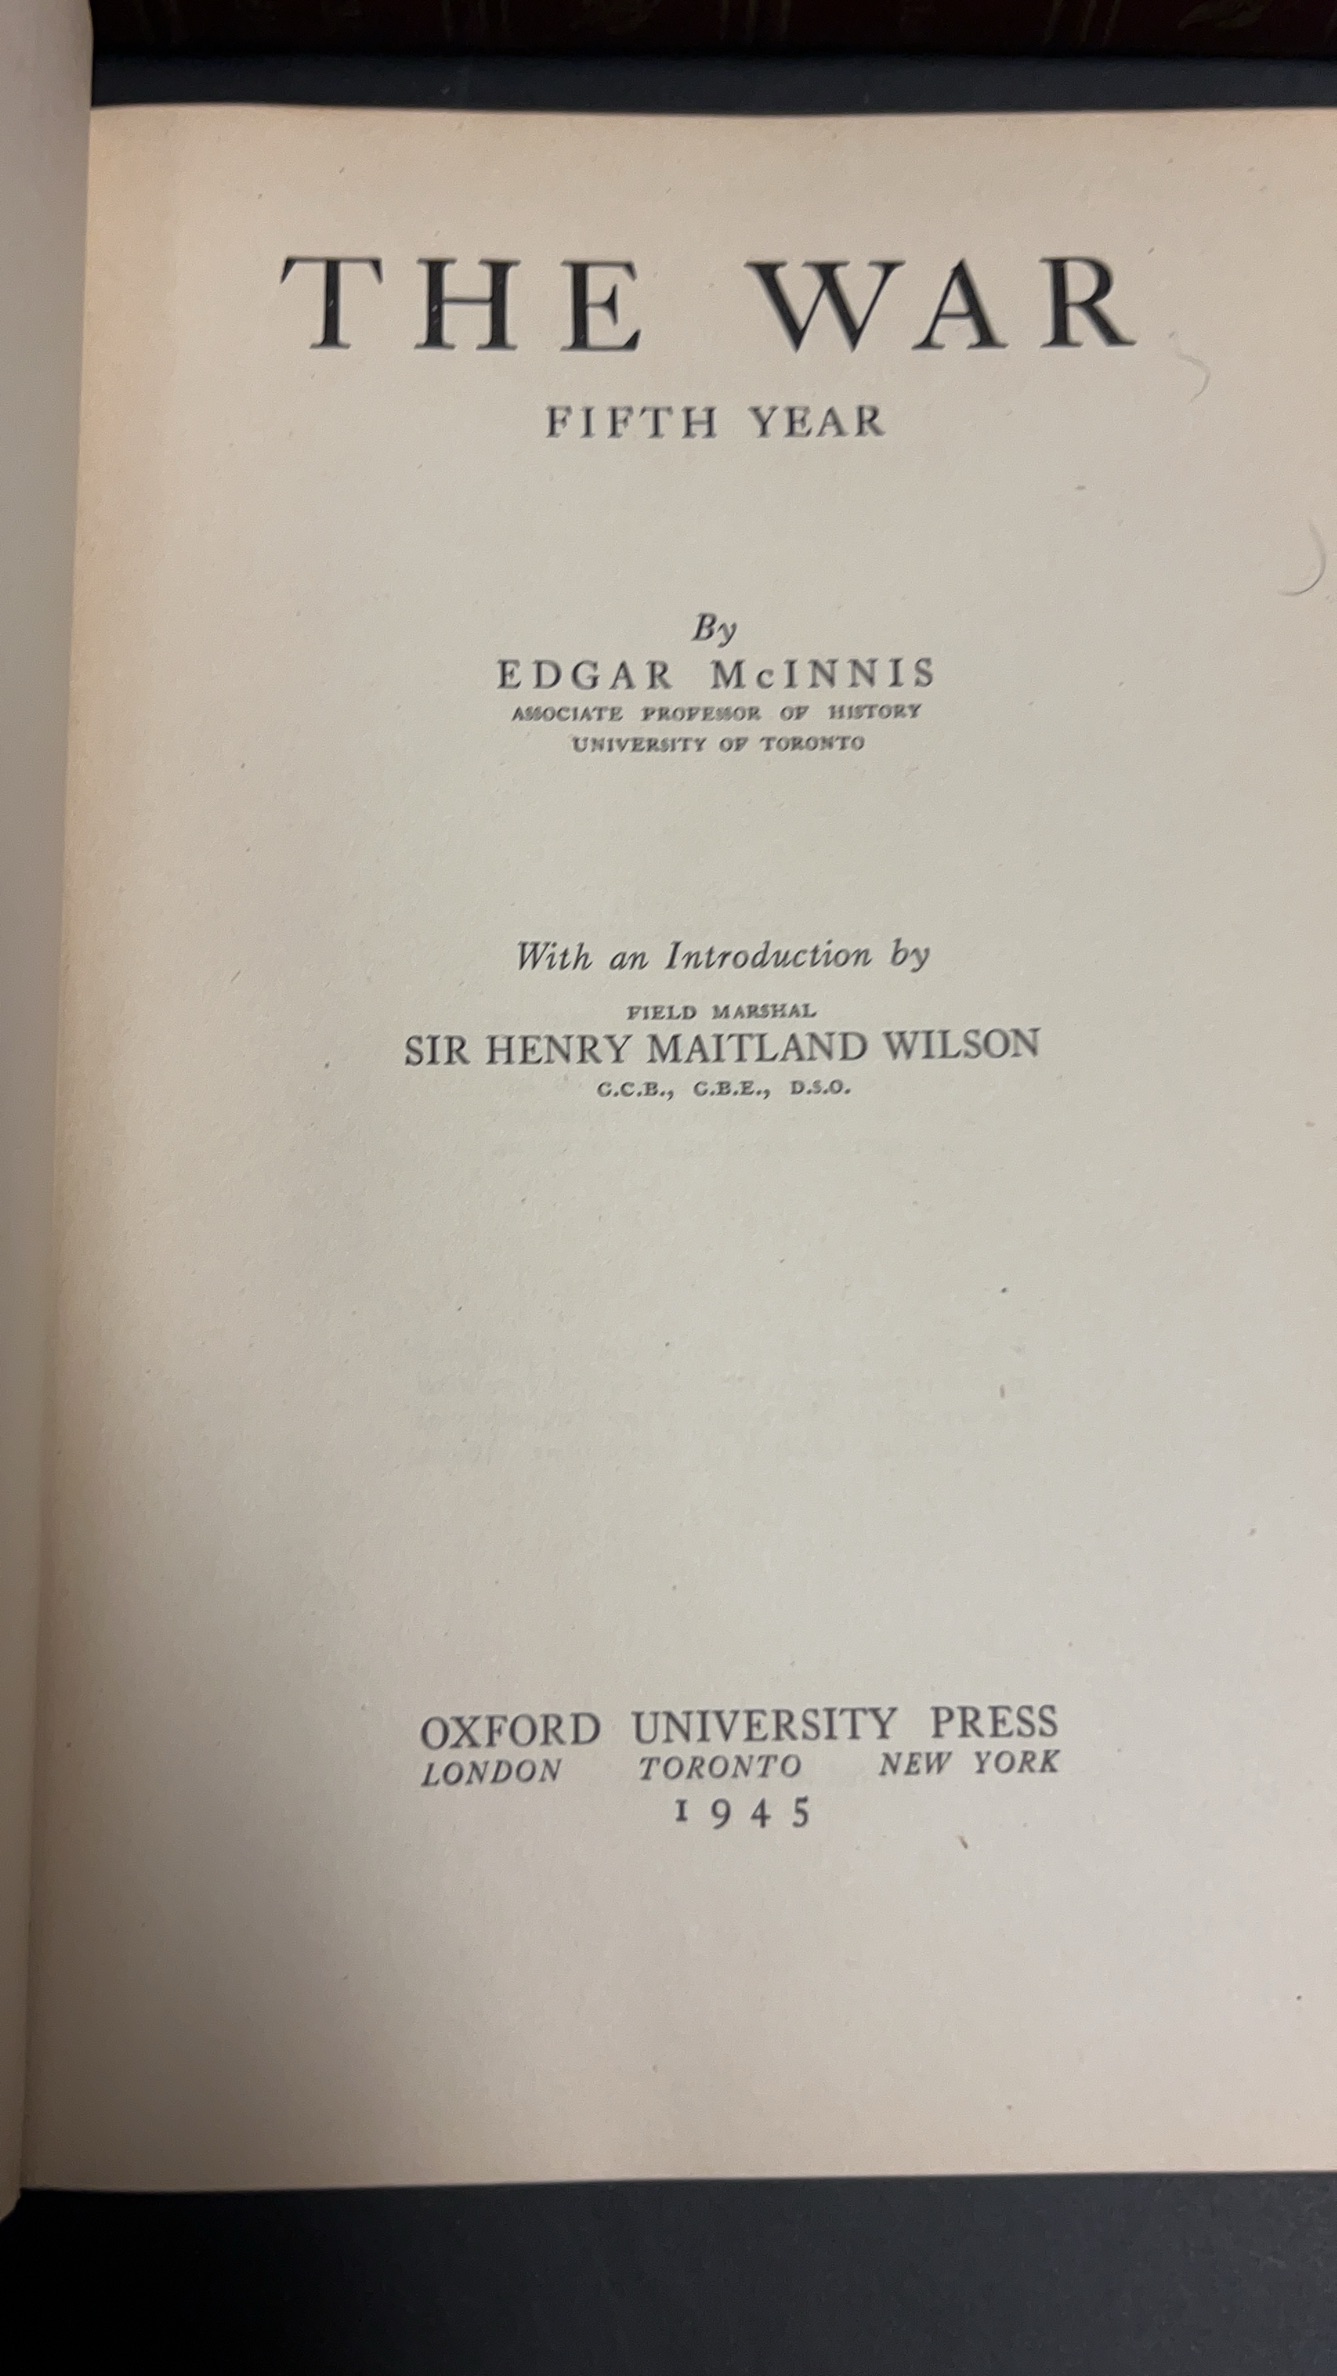 THE WAR
FIFTH YEAR
By
EDGAR McINNIS
ASSOCIATE PROFESSOR OF HISTORY
UNIVERSITY OF TORONTO
With an Introduction by
FIELD MARSHAL
SIR HENRY MAITLAND WILSON
G.C.B., G.B.E., D.S.O.
OXFORD UNIVERSITY PRESS
LONDON TORONTO NEW YORK
1945